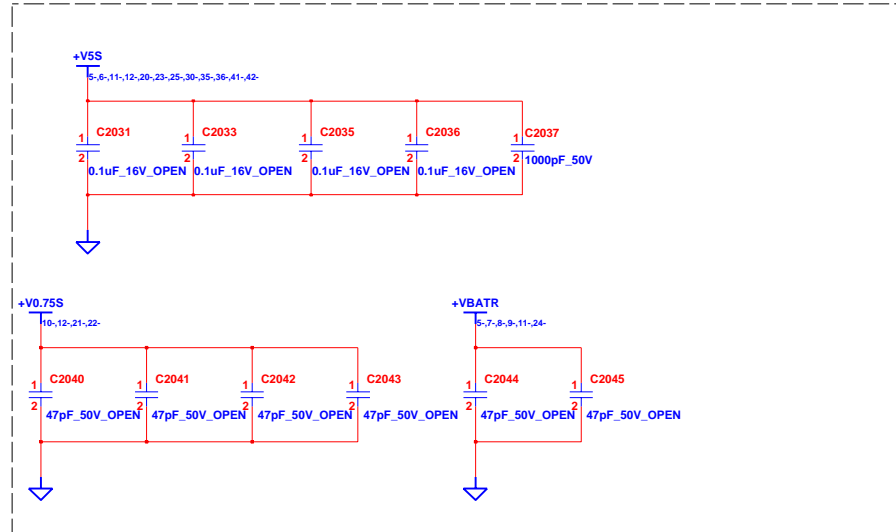 +V5S
5-,6-,11-,12-,20-,23-,25-,30-,35-,36-,41-,42-
1 C2031 1 C2033 1 C2035 1 C2036 1 C2037
2 2 2 2 2
0.1uF_16V_OPEN 0.1uF_16V_OPEN 0.1uF_16V_OPEN 0.1uF_16V_OPEN 1000pF_50V
+V0.75S +VBATR
10-,12-,21-,22- 5-,7-,8-,9-,11-,24-
1 C2040 1 C2041 1 C2042 1 C2043 1 C2044 1 C2045
2 2 2 2 2 2
47pF_50V_OPEN 47pF_50V_OPEN 47pF_50V_OPEN 47pF_50V_OPEN 47pF_50V_OPEN 47pF_50V_OPEN